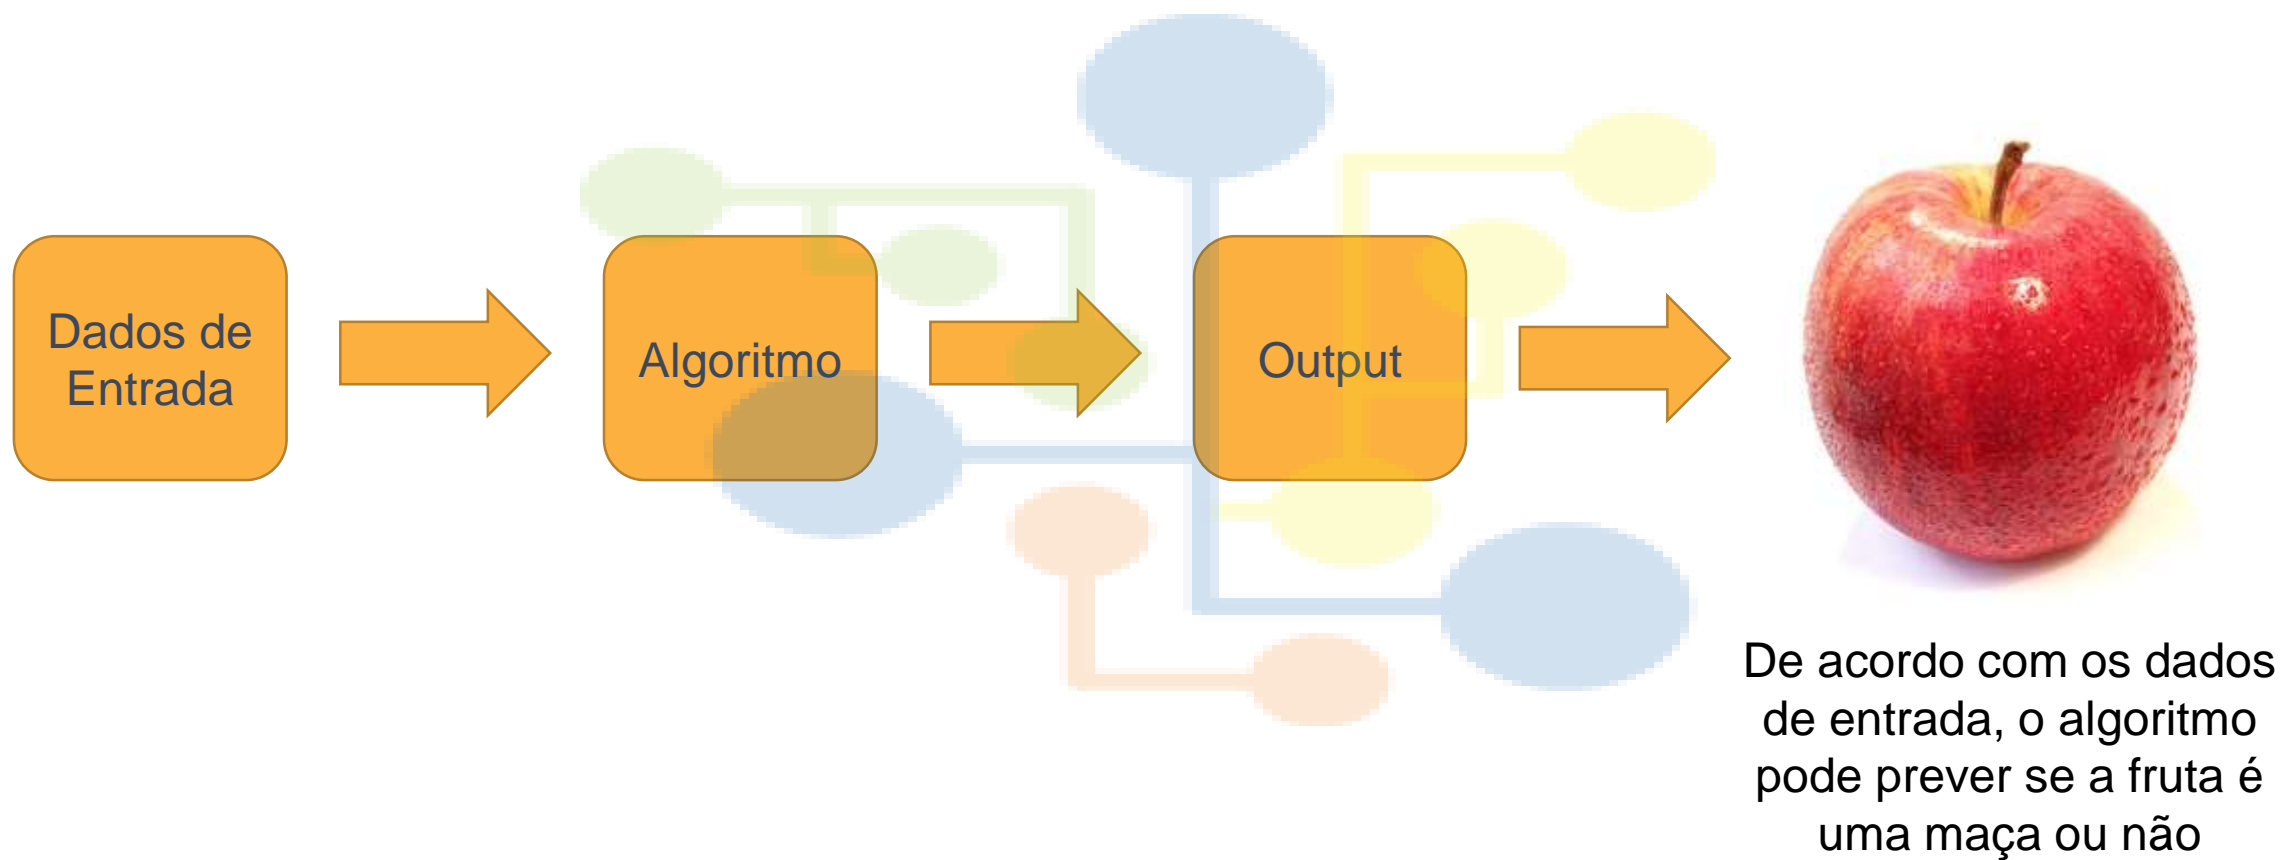 Dados de
Entrada
Algoritmo
Output
De acordo com os dados
de entrada, o algoritmo
pode prever se a fruta é
uma maça ou não